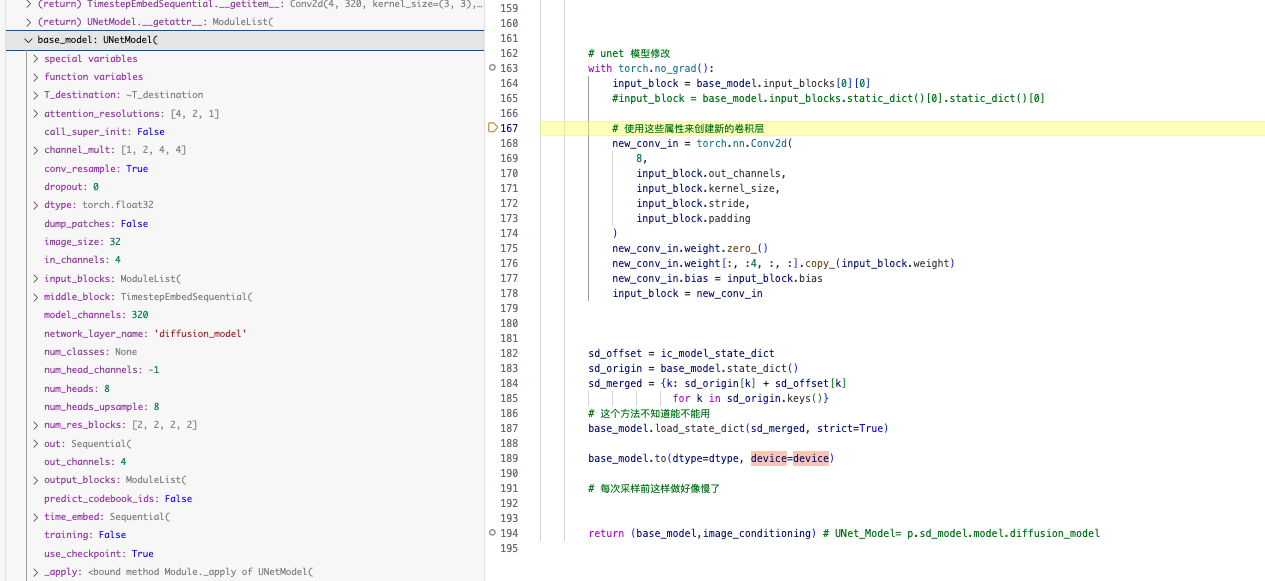 > (return) TimestepEmbedSequential.__getitem__: Conv2d(4, 320, kernel_size=(3, 3),…
> (return) UNetModel.__getattr__: ModuleList(
base_model: UNetModel(
> special variables
> function variables
> T_destination: ~T_destination
> attention_resolutions: [4, 2, 1]
call_super_init: False
> channel_mult: [1, 2, 4, 4]
conv_resample: True
dropout: 0
> dtype: torch.float32
dump_patches: False
image_size: 32
in_channels: 4
> input_blocks: ModuleList(
> middle_block: TimestepEmbedSequential(
model_channels: 320
network_layer_name: 'diffusion_model'
num_classes: None
num_head_channels: -1
num_heads: 8
num_heads_upsample: 8
> num_res_blocks: [2, 2, 2, 2]
> out: Sequential(
out_channels: 4
> output_blocks: ModuleList(
predict_codebook_ids: False
> time_embed: Sequential(
training: False
use_checkpoint: True
> _apply: <bound method Module._apply of UNetModel(
159
160
161
162 # unet 模型修改
163 with torch.no_grad():
164 input_block = base_model.input_blocks[0][0]
165 #input_block = base_model.input_blocks.static_dict()[0].static_dict()[0]
166
167 # 使用这些属性来创建新的卷积层
168 new_conv_in = torch.nn.Conv2d(
169 8,
170 input_block.out_channels,
171 input_block.kernel_size,
172 input_block.stride,
173 input_block.padding
174 )
175 new_conv_in.weight.zero_()
176 new_conv_in.weight[:, :4, :, :].copy_(input_block.weight)
177 new_conv_in.bias = input_block.bias
178 input_block = new_conv_in
179
180
181
182 sd_offset = ic_model_state_dict
183 sd_origin = base_model.state_dict()
184 sd_merged = {k: sd_origin[k] + sd_offset[k]
185 for k in sd_origin.keys()}
186 # 这个方法不知道能不能用
187 base_model.load_state_dict(sd_merged, strict=True)
188
189 base_model.to(dtype=dtype, device=device)
190
191 # 每次采样前这样做好像慢了
192
193
194 return (base_model,image_conditioning) # UNet_Model= p.sd_model.model.diffusion_model
195